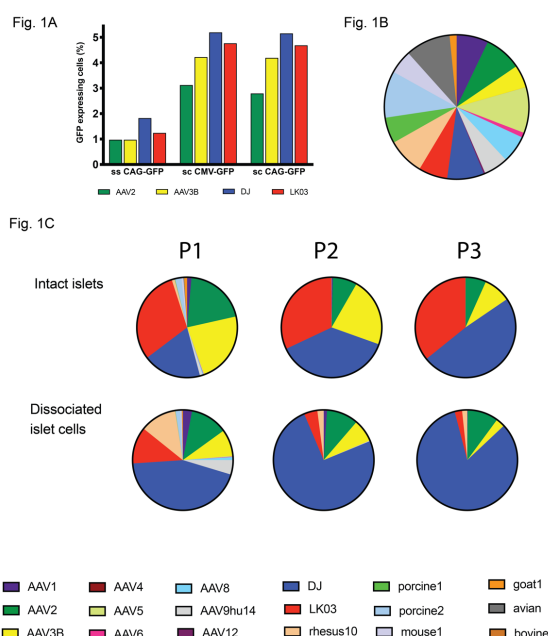 Fig. 1A
Fig. 1B
GFP expressing cells (%)
5
4
3
2
1
0
ss CAG-GFP sc CMV-GFP sc CAG-GFP
AAV2 AAV3B DJ LK03
Fig. 1C
P1 P2 P3
Intact islets
Dissociated
islet cells
AAV1 AAV4 AAV8 DJ porcine1 goat1
AAV2 AAV5 AAV9hu14 LK03 porcine2 avian
AAV3B AAV6 AAV12 rhesus10 mouse1 bovine